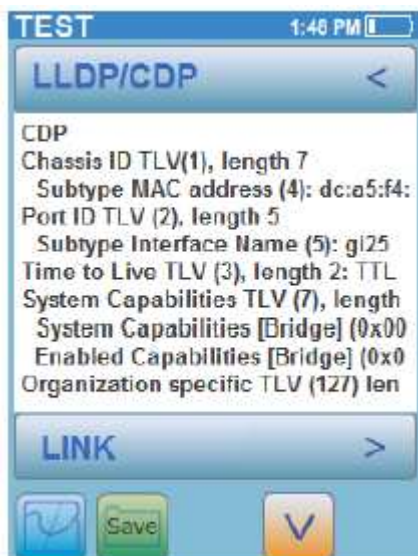 TEST 1:46 PM
LLDP/CDP <
CDP
Chassis ID TLV(1), length 7
Subtype MAC address (4): dc:a5:f4:
Port ID TLV (2), length 5
Subtype Interface Name (5): gi25
Time to Live TLV (3), length 2: TTL
System Capabilities TLV (7), length
System Capabilities [Bridge] (0x00
Enabled Capabilities [Bridge] (0x0
Organization specific TLV (127) len
LINK >
Save